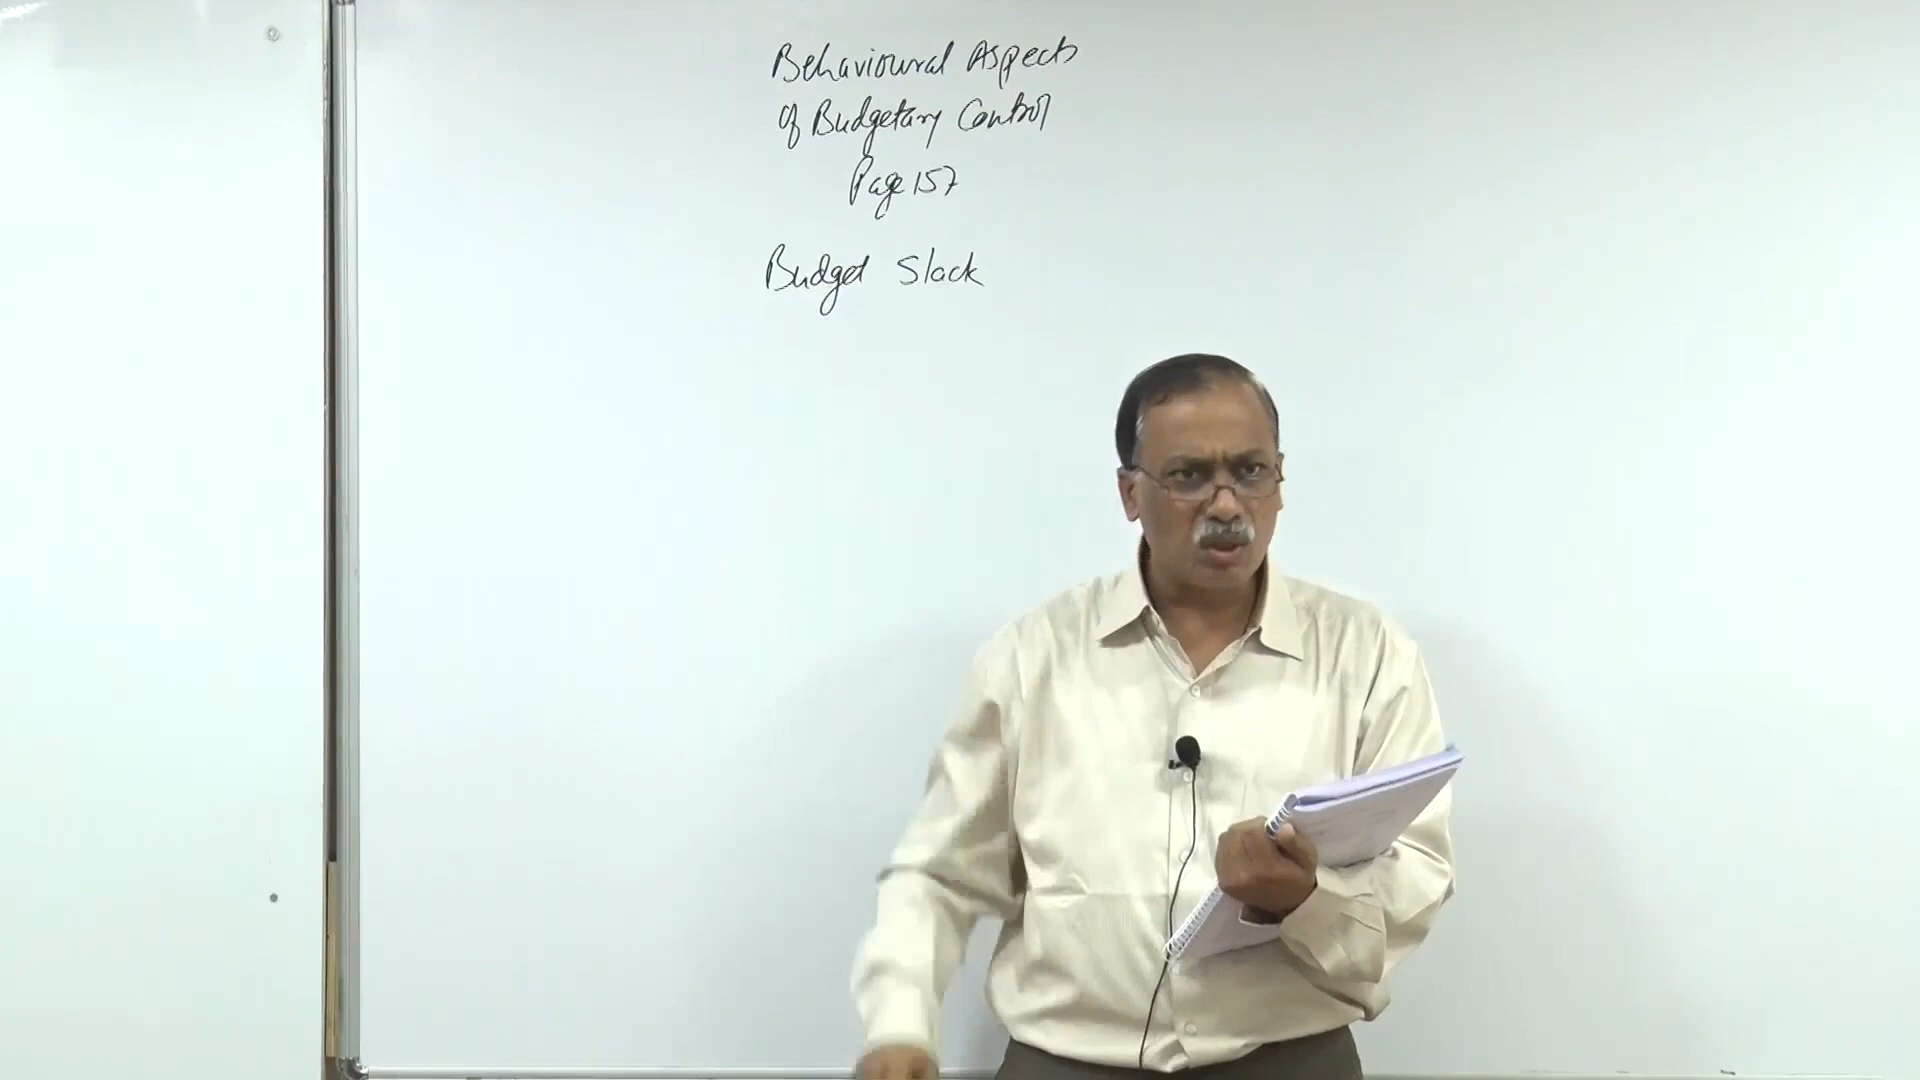 Behavioural Aspects
of Budgetary Control
Page 157
Budget Slack